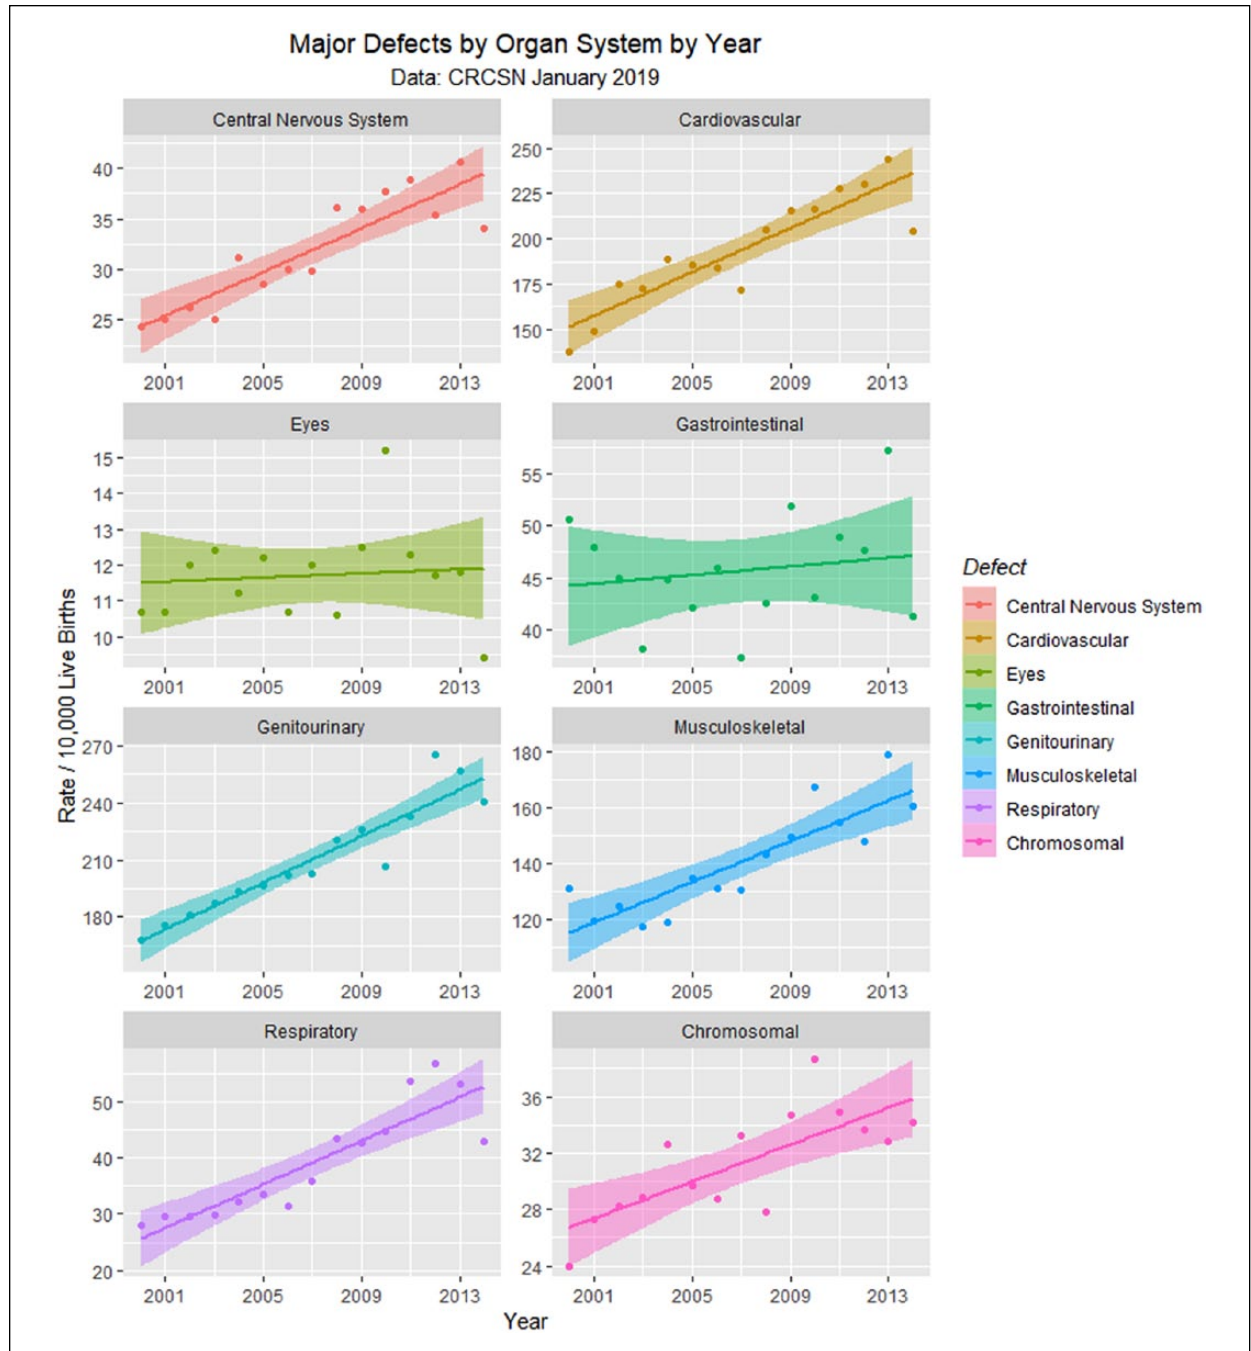 Major Defects by Organ System by Year
Data: CRCSN January 2019
Rate / 10,000 Live Births
Central Nervous System
40
35
30
25
2001 2005 2009 2013
Cardiovascular
250
225
200
175
150
2001 2005 2009 2013
Eyes
15
14
13
12
11
10
2001 2005 2009 2013
Gastrointestinal
55
50
45
40
2001 2005 2009 2013
Genitourinary
270
240
210
180
2001 2005 2009 2013
Musculoskeletal
180
160
140
120
2001 2005 2009 2013
Respiratory
50
40
30
20
2001 2005 2009 2013
Chromosomal
36
32
28
24
2001 2005 2009 2013
Year
Defect
Central Nervous System
Cardiovascular
Eyes
Gastrointestinal
Genitourinary
Musculoskeletal
Respiratory
Chromosomal